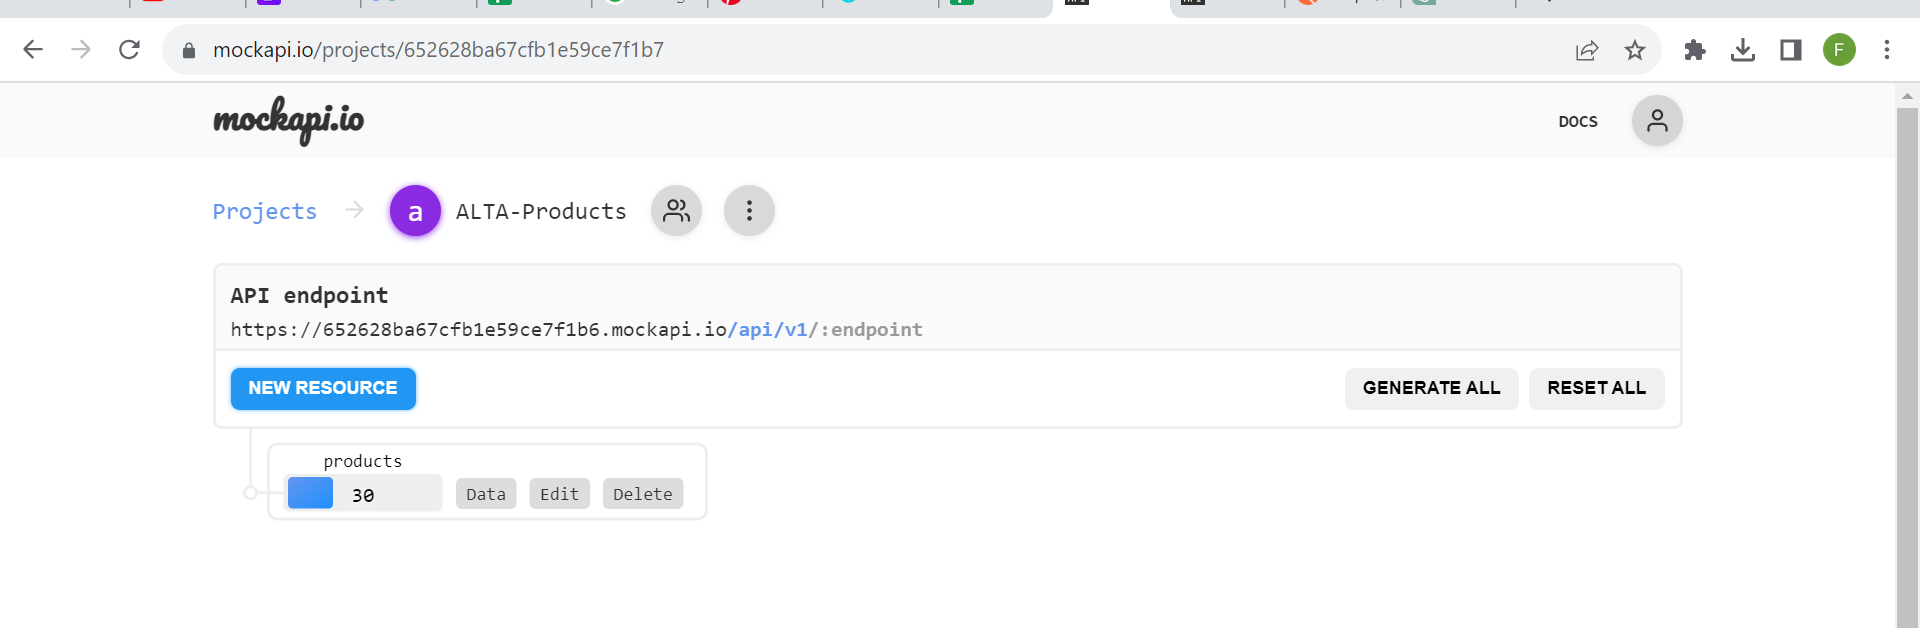 mockapi.io/projects/652628ba67cfb1e59ce7f1b7
F
mockapi.io
DOCS
Projects
a
ALTA-Products
API endpoint
https://652628ba67cfb1e59ce7f1b6.mockapi.io/api/v1/:endpoint
NEW RESOURCE
GENERATE ALL
RESET ALL
products
30
Data
Edit
Delete